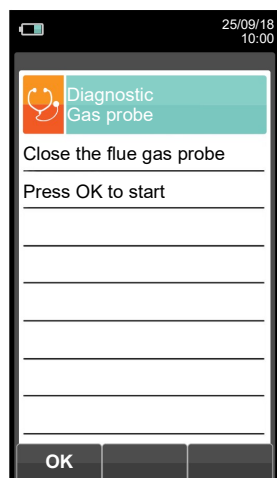 25/09/18
10:00
Diagnostic
Gas probe
Close the flue gas probe
Press OK to start
OK